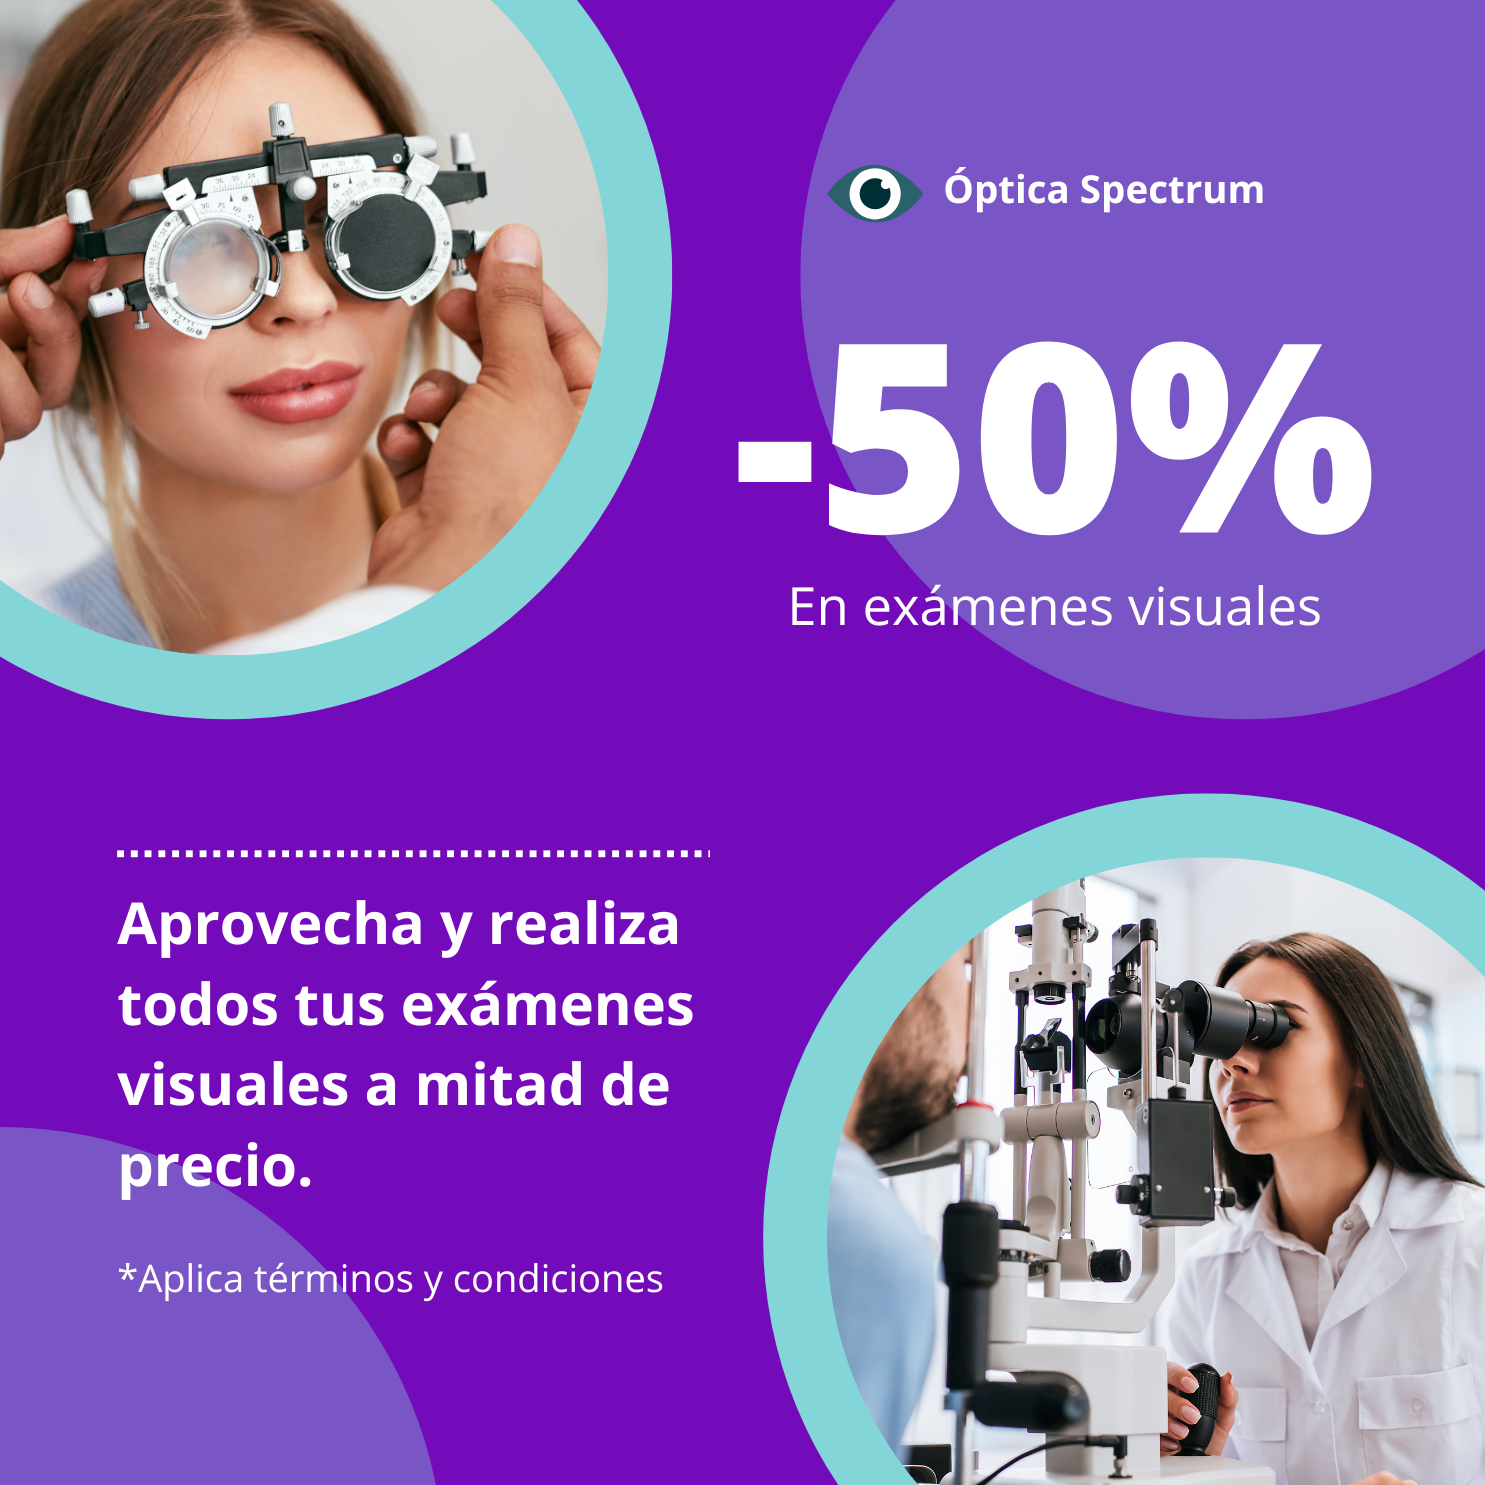 Óptica Spectrum
-50%
En exámenes visuales
Aprovecha y realiza
todos tus exámenes
visuales a mitad de
precio.
*Aplica términos y condiciones